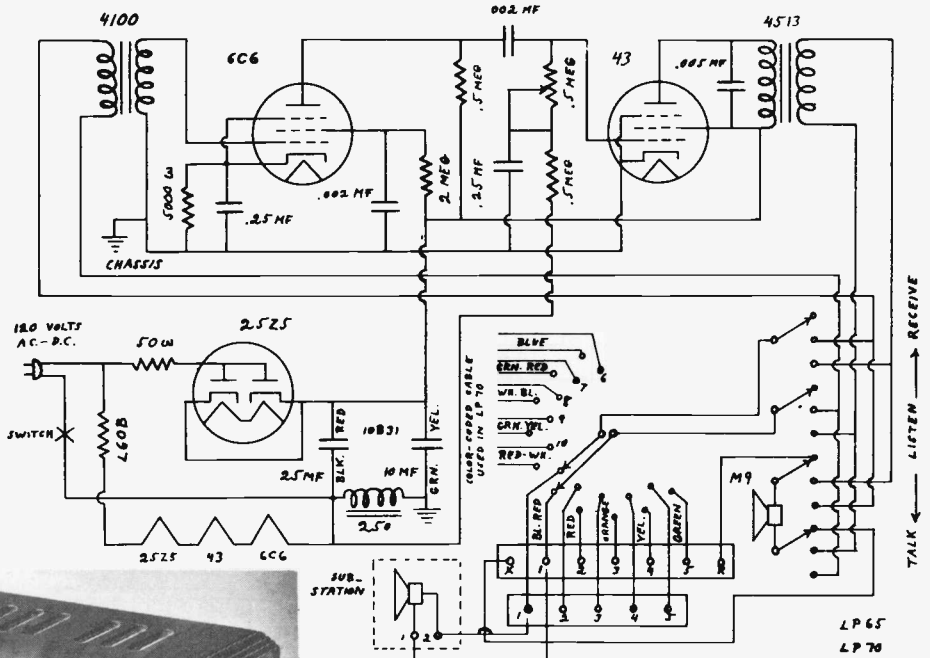 4100
6C6
.002 MF
43
4513
.5 MEG
.5 MEG
.005 MF
5000 ω
.25 MF
.002 MF
2 MEG
.25 MF
.5 MEG
CHASSIS
120 VOLTS
A.C.-D.C.
50 ω
25Z5
SWITCH
L60B
RED
BLK.
25 MF
10B31
10 MF
YEL.
GRN.
250
25Z5
43
6C6
COLOR-CODED CABLE
USED IN LP70
BLUE
GRN. RED
WH. BL.
GRN. YEL.
RED-WH.
6
7
8
9
10
BL. RED
RED
ORANGE
YEL.
GREEN
X 1 2 3 4 5 X
1 2 3 4 5
SUB-
STATION
1 2
M9
TALK ← LISTEN → RECEIVE
LP 65
LP 70